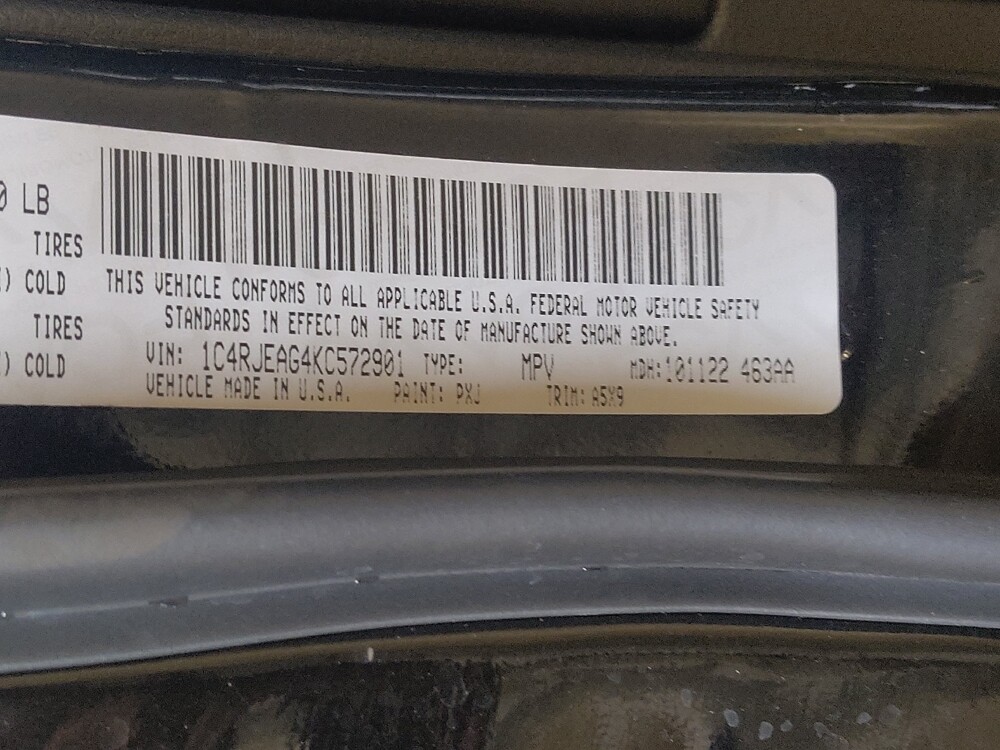 0 LB
TIRES
) COLD
TIRES
) COLD
THIS VEHICLE CONFORMS TO ALL APPLICABLE U.S.A. FEDERAL MOTOR VEHICLE SAFETY
STANDARDS IN EFFECT ON THE DATE OF MANUFACTURE SHOWN ABOVE.
VIN: 1C4RJEAG4KC572901 TYPE: MPV MDH:101122 463AA
VEHICLE MADE IN U.S.A. PAINT: PXJ TRIM: A5X9